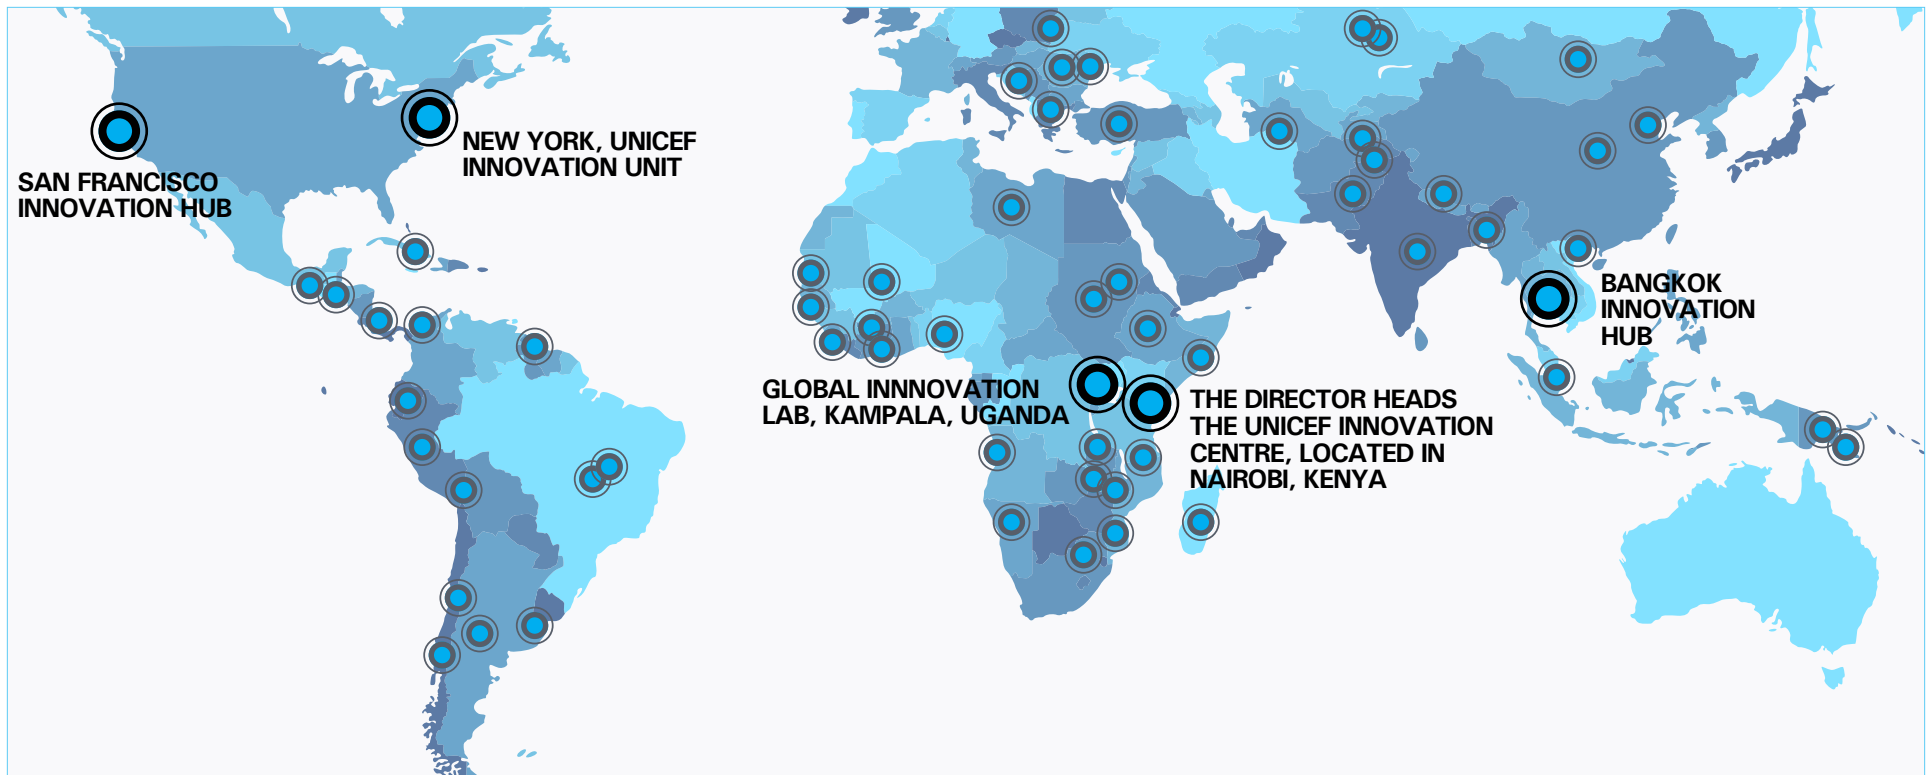 SAN FRANCISCO
INNOVATION HUB
NEW YORK, UNICEF
INNOVATION UNIT
GLOBAL INNNOVATION
LAB, KAMPALA, UGANDA
THE DIRECTOR HEADS
THE UNICEF INNOVATION
CENTRE, LOCATED IN
NAIROBI, KENYA
BANGKOK
INNOVATION
HUB